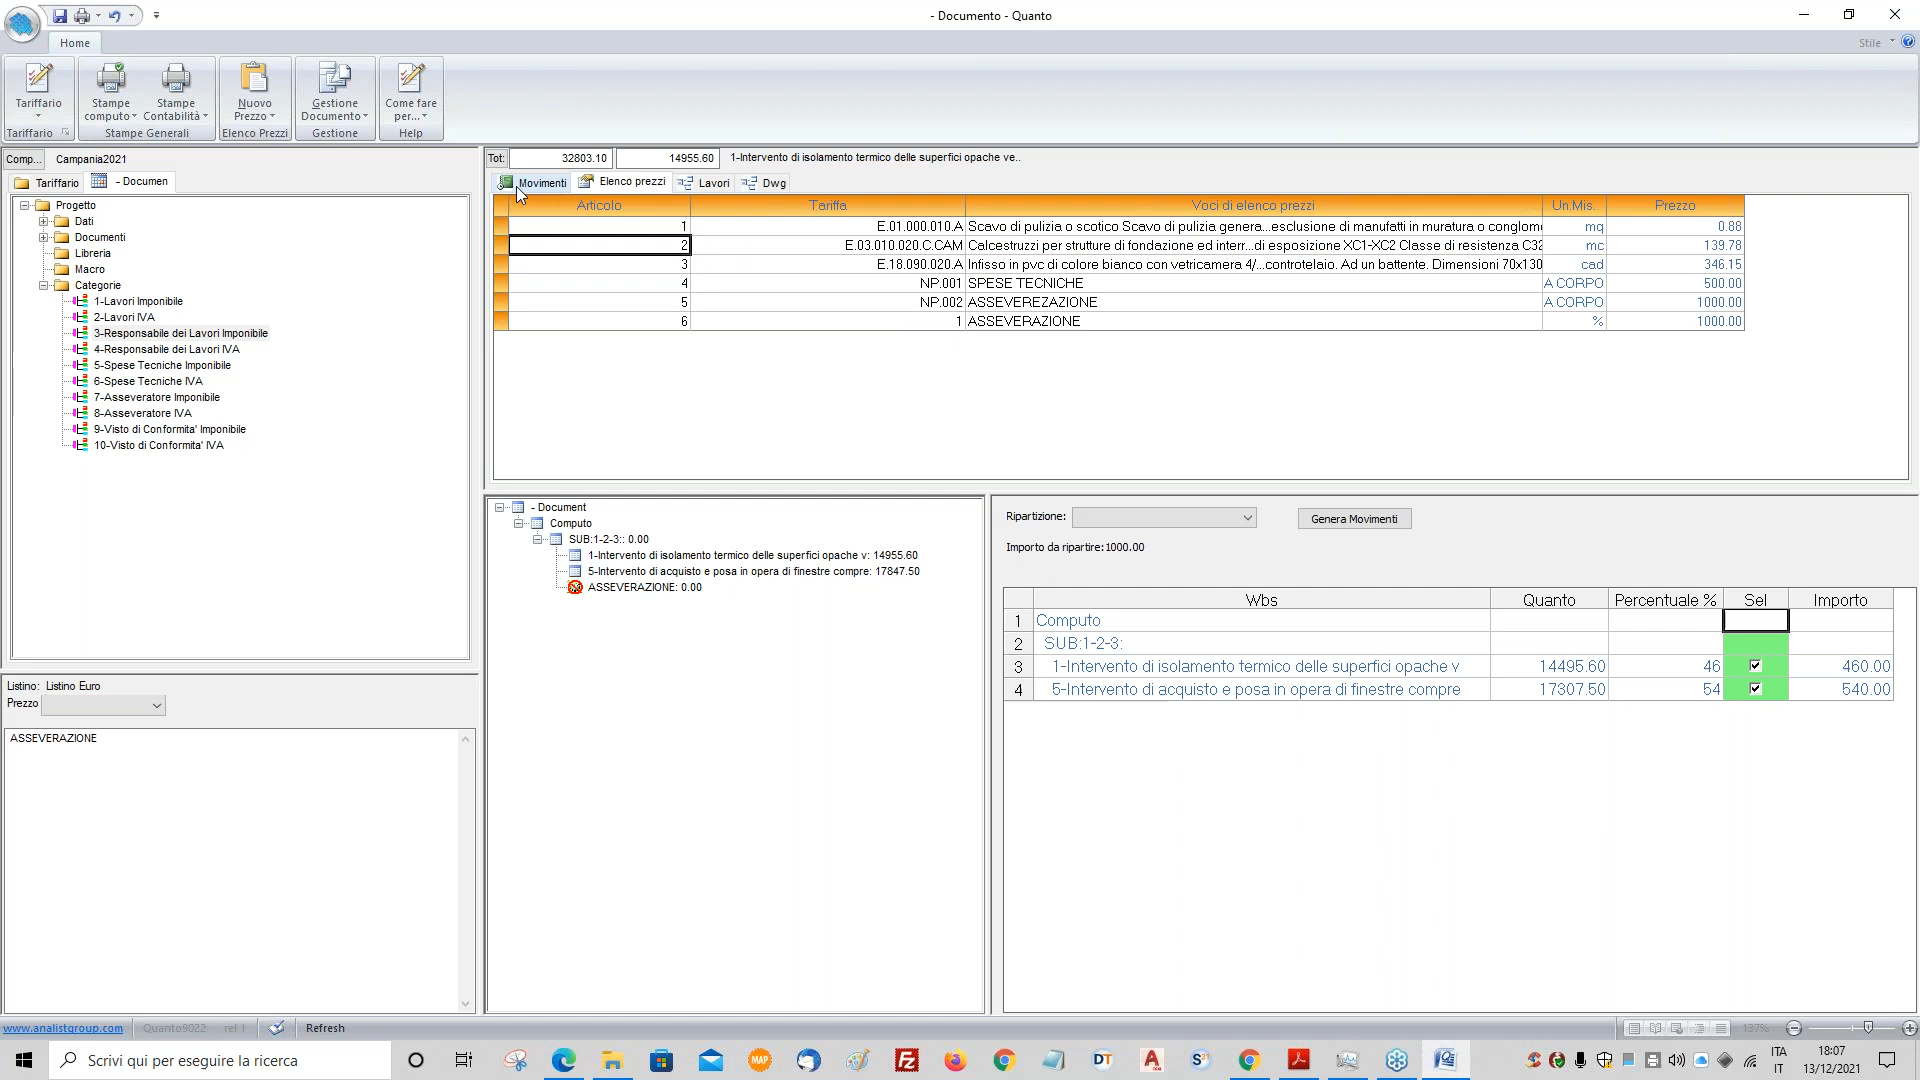 - Documento - Quanto
Home
Stile
Tariffario
Stampe computo
Stampe Contabilità
Nuovo Prezzo
Gestione Documento
Come fare per...
Tariffario
Stampe Generali
Elenco Prezzi
Gestione
Help
Comp...
Campania2021
Tariffario
- Documen
Progetto
Dati
Documenti
Libreria
Macro
Categorie
1-Lavori Imponibile
2-Lavori IVA
3-Responsabile dei Lavori Imponibile
4-Responsabile dei Lavori IVA
5-Spese Tecniche Imponibile
6-Spese Tecniche IVA
7-Asseveratore Imponibile
8-Asseveratore IVA
9-Visto di Conformita' Imponibile
10-Visto di Conformita' IVA
Listino: Listino Euro
Prezzo
ASSEVERAZIONE
Tot: 32803.10 14955.60 1-Intervento di isolamento termico delle superfici opache ve..
Movimenti Elenco prezzi Lavori Dwg
Articolo Tariffa Voci di elenco prezzi Un.Mis. Prezzo
1 E.01.000.010.A Scavo di pulizia o scotico Scavo di pulizia genera...esclusione di manufatti in muratura o conglom mq 0.88
2 E.03.010.020.C.CAM Calcestruzzi per strutture di fondazione ed interr...di esposizione XC1-XC2 Classe di resistenza C32 mc 139.78
3 E.18.090.020.A Infisso in pvc di colore bianco con vetricamera 4/...controtelaio. Ad un battente. Dimensioni 70x130 cad 346.15
4 NP.001 SPESE TECNICHE A CORPO 500.00
5 NP.002 ASSEVEREZAZIONE A CORPO 1000.00
6 1 ASSEVERAZIONE % 1000.00
- Document
Computo
SUB:1-2-3:: 0.00
1-Intervento di isolamento termico delle superfici opache v: 14955.60
5-Intervento di acquisto e posa in opera di finestre compre: 17847.50
ASSEVERAZIONE: 0.00
Ripartizione:
Genera Movimenti
Importo da ripartire:1000.00
Wbs Quanto Percentuale % Sel Importo
1 Computo
2 SUB:1-2-3:
3 1-Intervento di isolamento termico delle superfici opache v 14495.60 46 460.00
4 5-Intervento di acquisto e posa in opera di finestre compre 17307.50 54 540.00
www.analistgroup.com Quanto9022 rel 1 Refresh
137%
Scrivi qui per eseguire la ricerca
MAP
DT
ITA
IT
18:07
13/12/2021